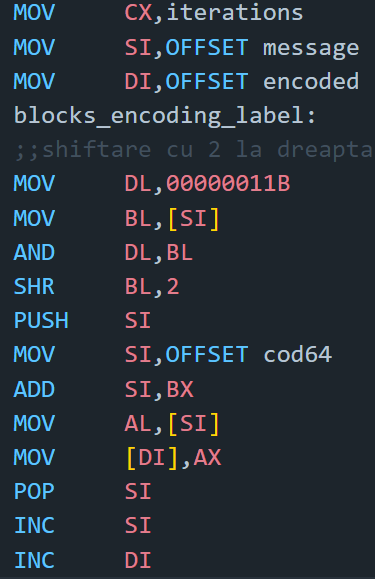 MOV CX,iterations
MOV SI,OFFSET message
MOV DI,OFFSET encoded
blocks_encoding_label:
;;shiftare cu 2 la dreapta
MOV DL,00000011B
MOV BL,[SI]
AND DL,BL
SHR BL,2
PUSH SI
MOV SI,OFFSET cod64
ADD SI,BX
MOV AL,[SI]
MOV [DI],AX
POP SI
INC SI
INC DI